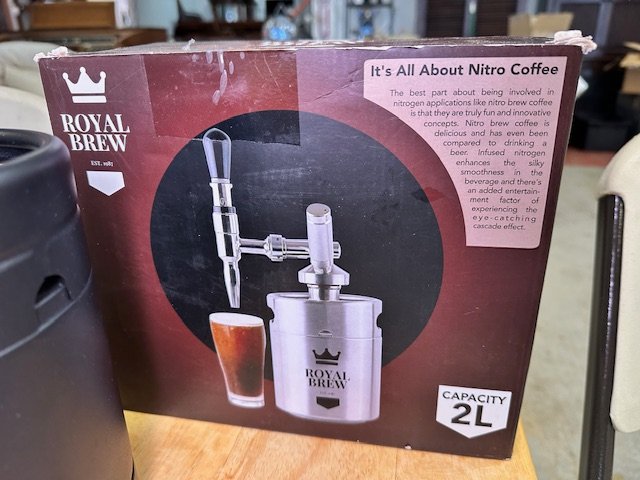 ROYAL
BREW
EST. 1987
It's All About Nitro Coffee
The best part about being involved in
nitrogen applications like nitro brew coffee
is that they are truly fun and innovative
concepts. Nitro brew coffee is
delicious and has even been
compared to drinking a
beer. Infused nitrogen
enhances the silky
smoothness in the
beverage and there's
an added entertain-
ment factor of
experiencing the
eye-catching
cascade effect.
ROYAL
BREW
CAPACITY
2L